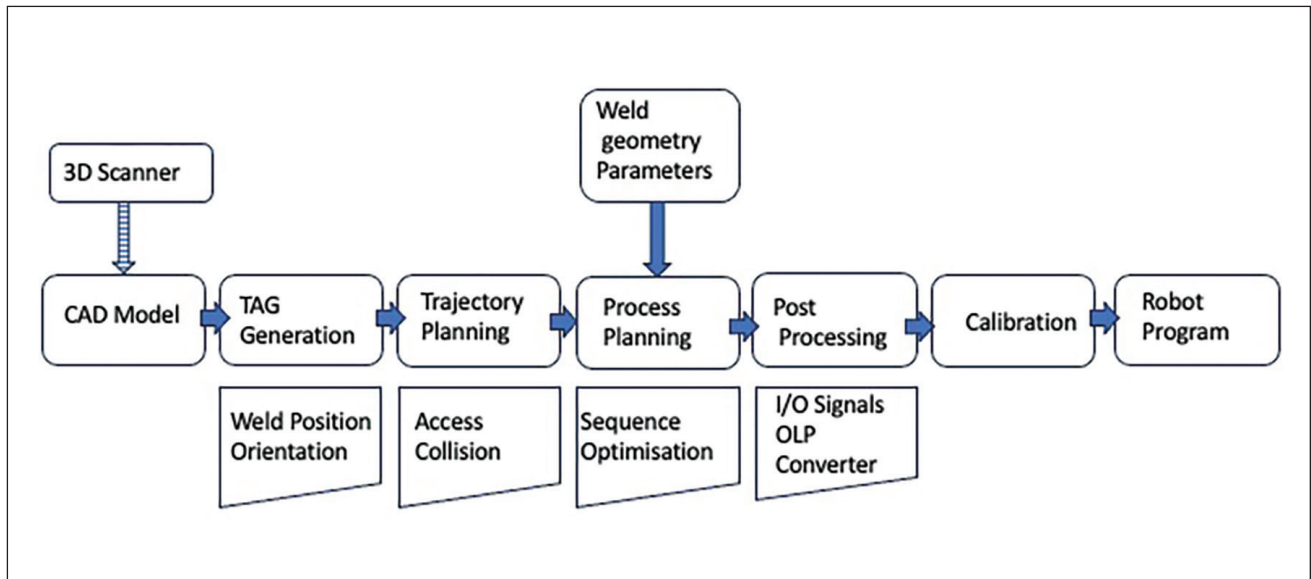 Weld
geometry
Parameters
3D Scanner
CAD Model
TAG
Generation
Trajectory
Planning
Process
Planning
Post
Processing
Calibration
Robot
Program
Weld Position
Orientation
Access
Collision
Sequence
Optimisation
I/O Signals
OLP
Converter